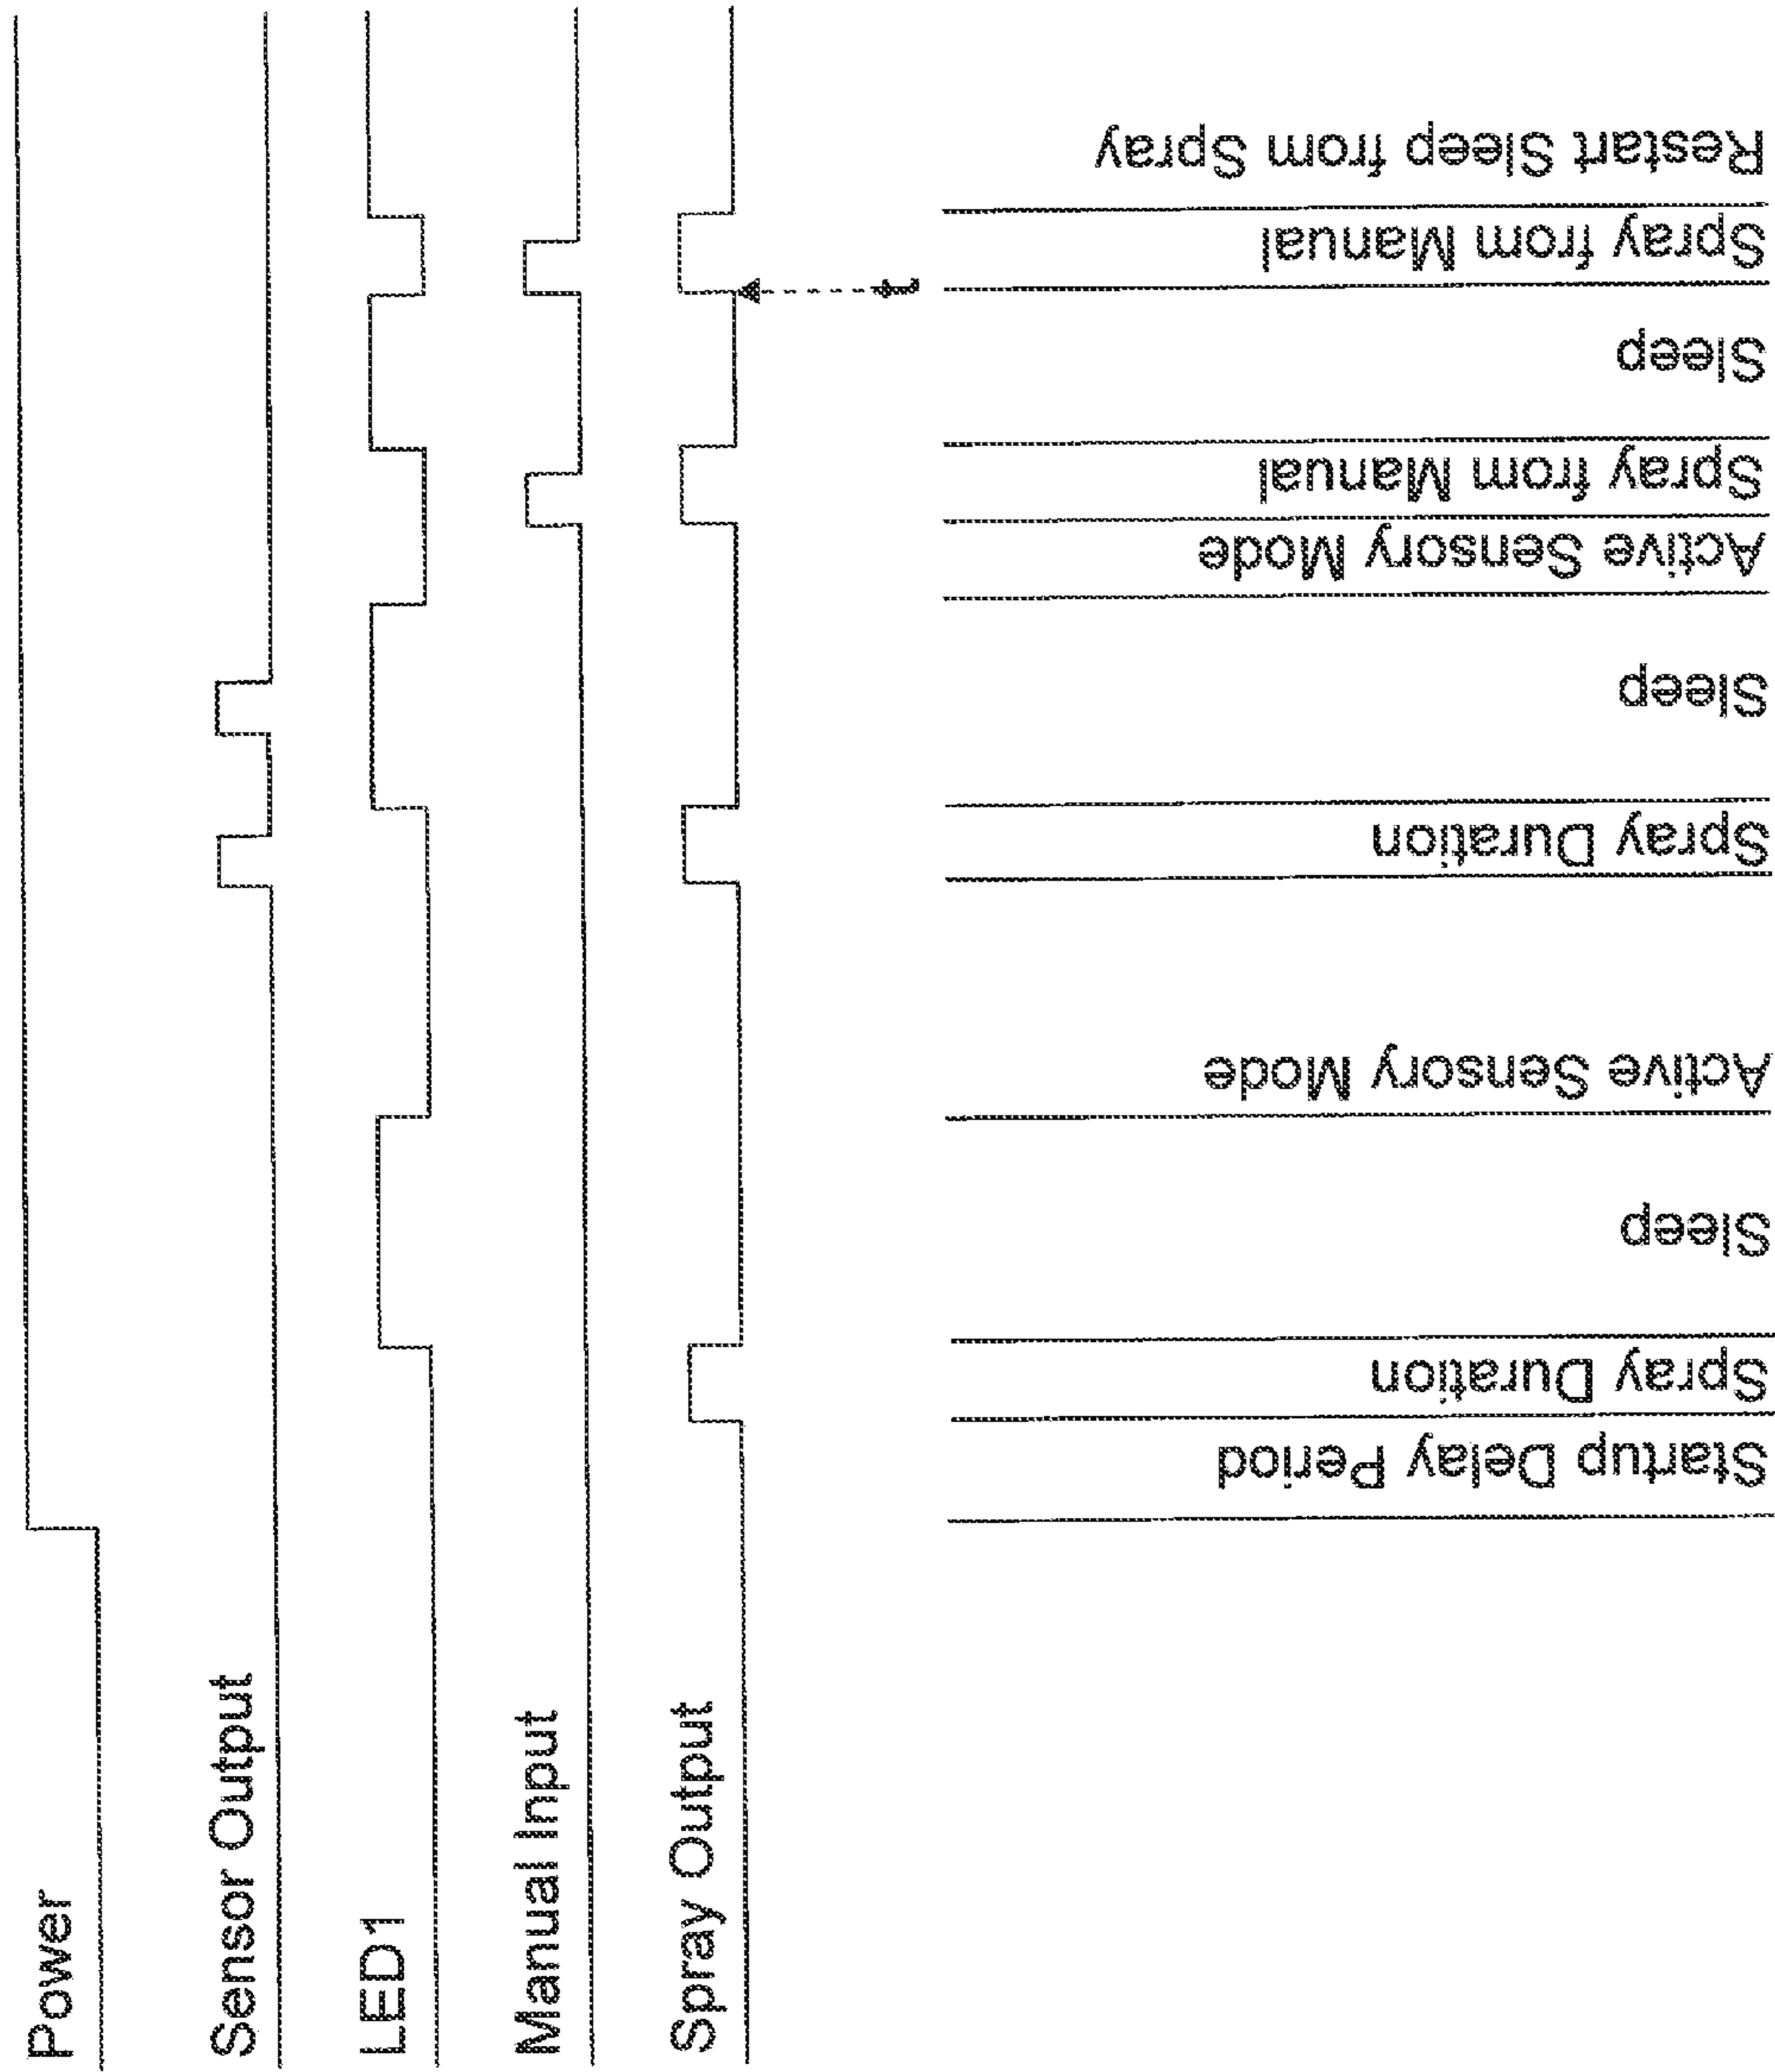 Power
Sensor Output
LED1
Manual Input
Spray Output
t
Startup Delay Period
Spray Duration
Sleep
Active Sensory Mode
Spray Duration
Sleep
Active Sensory Mode
Spray from Manual
Sleep
Spray from Manual
Restart Sleep from Spray